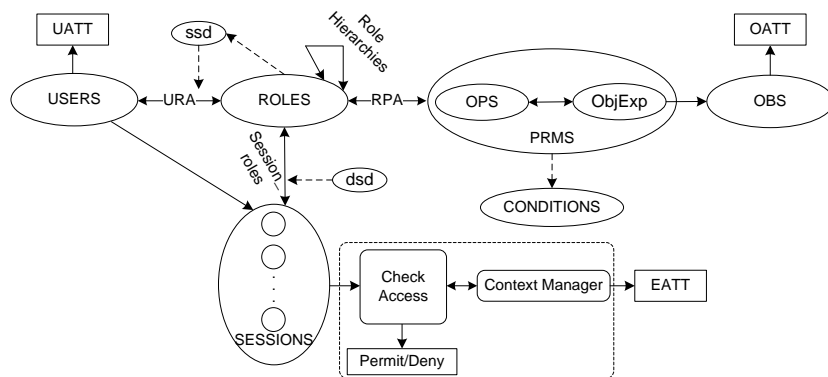 UATT
ssd
Role
Hierarchies
OATT
USERS
URA
ROLES
RPA
OPS
ObjExp
OBS
PRMS
Session_
roles
dsd
CONDITIONS
Check
Access
Context Manager
EATT
SESSIONS
Permit/Deny